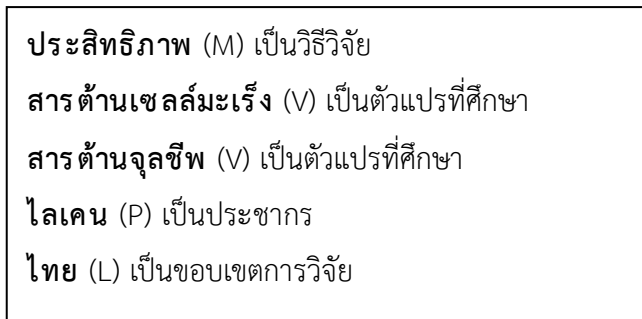 ประสิทธิภาพ (M) เป็นวิธีวิจัย
สารต้านเซลล์มะเร็ง (V) เป็นตัวแปรที่ศึกษา
สารต้านจุลชีพ (V) เป็นตัวแปรที่ศึกษา
ไลเคน (P) เป็นประชากร
ไทย (L) เป็นขอบเขตการวิจัย